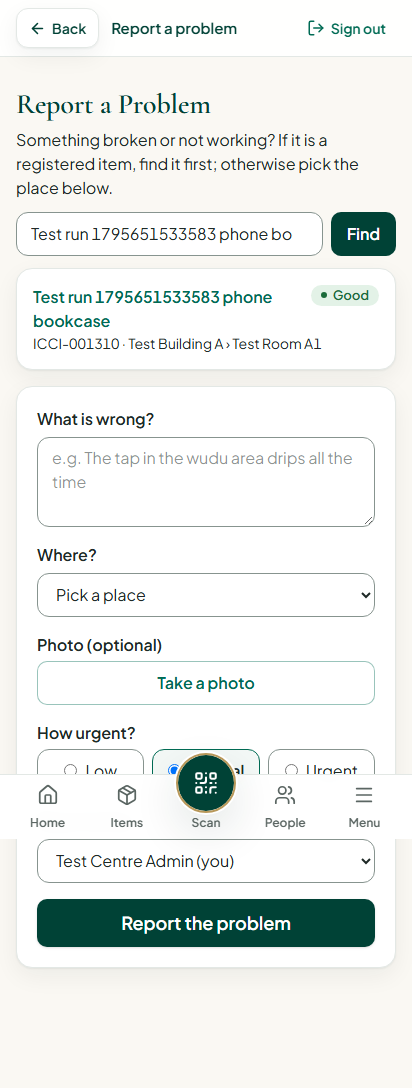 Back
Report a problem
Sign out
Report a Problem
Something broken or not working? If it is a
registered item, find it first; otherwise pick the
place below.
Test run 1795651533583 phone bo
Find
Test run 1795651533583 phone
bookcase
Good
ICCI-001310 · Test Building A › Test Room A1
What is wrong?
e.g. The tap in the wudu area drips all the
time
Where?
Pick a place
Photo (optional)
Take a photo
How urgent?
Low
Urgent
Home
Items
Scan
People
Menu
Test Centre Admin (you)
Report the problem